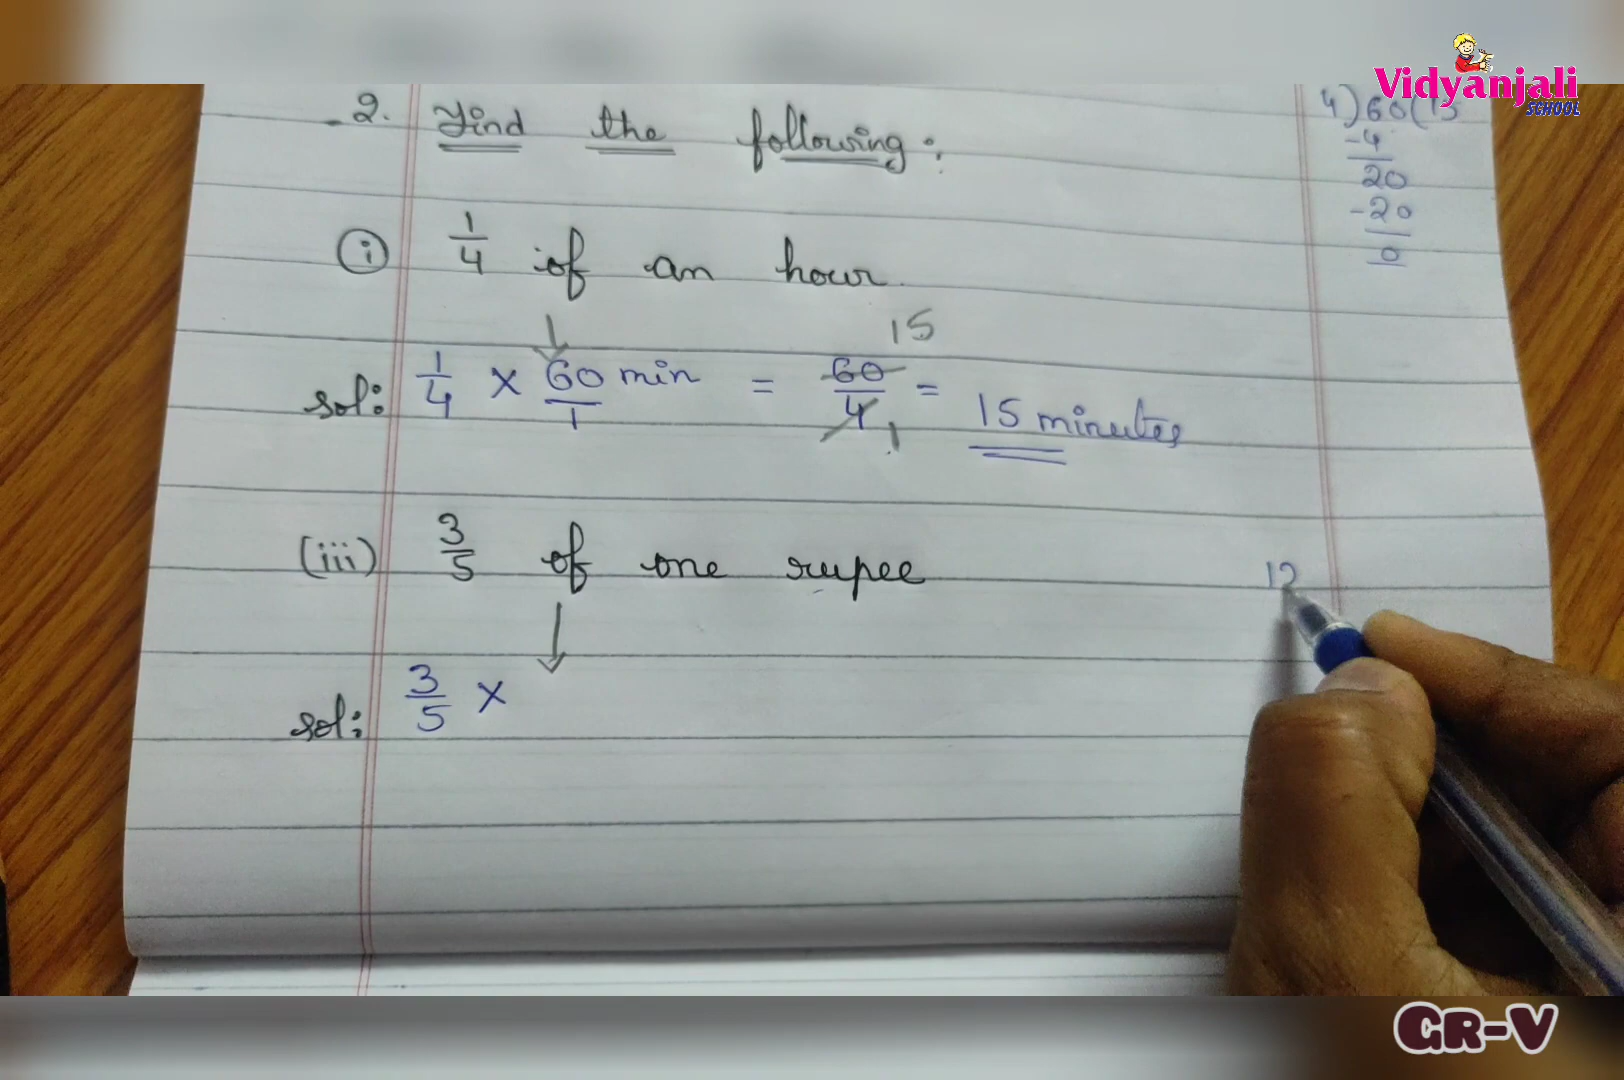 Vidyanjali
SCHOOL
2. Find the following:
4)60(15
-4
20
-20
0
(i) 1/4 of an hour
15
sol: 1/4 × 60/1 min = 60/4 = 15 minutes
1
(iii) 3/5 of one rupee
12
sol: 3/5 ×
GR-V